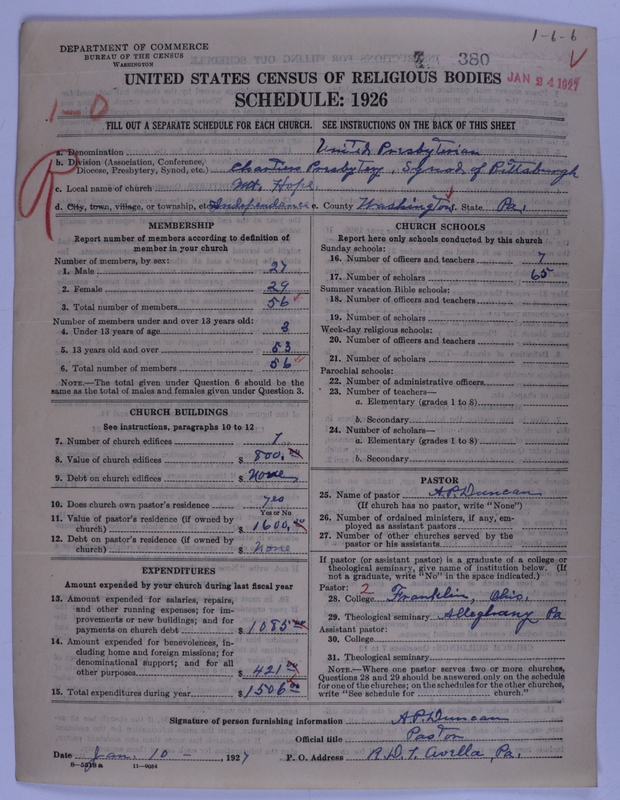 1-6-6
DEPARTMENT OF COMMERCE
BUREAU OF THE CENSUS
WASHINGTON
380
JAN 24 1927
UNITED STATES CENSUS OF RELIGIOUS BODIES
SCHEDULE: 1926
FILL OUT A SEPARATE SCHEDULE FOR EACH CHURCH. SEE INSTRUCTIONS ON THE BACK OF THIS SHEET
a. Denomination United Presbyterian
b. Division (Association, Conference, Diocese, Presbytery, Synod, etc.) Chartiers Presbytery, Synod of Pittsburgh
c. Local name of church Mt. Hope
d. City, town, village, or township, etc. Independence e. County Washington f. State Pa.
MEMBERSHIP
Report number of members according to definition of
member in your church
Number of members, by sex:
1. Male 27
2. Female 29
3. Total number of members 56
Number of members under and over 13 years old:
4. Under 13 years of age 3
5. 13 years old and over 53
6. Total number of members 56
NOTE.—The total given under Question 6 should be the
same as the total of males and females given under Question 3.
CHURCH BUILDINGS
See instructions, paragraphs 10 to 12
7. Number of church edifices 1
8. Value of church edifices $ 800.00
9. Debt on church edifices $ None
10. Does church own pastor's residence yes
Yes or No
11. Value of pastor's residence (if owned by
church) $ 1600.00
12. Debt on pastor's residence (if owned by
church) $ None
EXPENDITURES
Amount expended by your church during last fiscal year
13. Amount expended for salaries, repairs,
and other running expenses; for im-
provements or new buildings; and for
payments on church debt $ 1085.00
14. Amount expended for benevolences, in-
cluding home and foreign missions; for
denominational support; and for all
other purposes $ 421.00
15. Total expenditures during year $ 1506.00
CHURCH SCHOOLS
Report here only schools conducted by this church
Sunday schools:
16. Number of officers and teachers 7
17. Number of scholars 65
Summer vacation Bible schools:
18. Number of officers and teachers
19. Number of scholars
Week-day religious schools:
20. Number of officers and teachers
21. Number of scholars
Parochial schools:
22. Number of administrative officers
23. Number of teachers—
a. Elementary (grades 1 to 8)
b. Secondary
24. Number of scholars—
a. Elementary (grades 1 to 8)
b. Secondary
PASTOR
25. Name of pastor A.P. Duncan
(If church has no pastor, write "None")
26. Number of ordained ministers, if any, em-
ployed as assistant pastors
27. Number of other churches served by the
pastor or his assistants
If pastor (or assistant pastor) is a graduate of a college or
theological seminary, give name of institution below. (If
not a graduate, write "No" in the space indicated.)
Pastor: 2
28. College Franklin, Ohio.
29. Theological seminary Alleghany Pa
Assistant pastor:
30. College
31. Theological seminary
NOTE.—Where one pastor serves two or more churches,
Questions 28 and 29 should be answered only on the schedule
for one of the churches; on the schedules for the other churches,
write "See schedule for ______ church."
Signature of person furnishing information A.P. Duncan
Official title Pastor
Date Jan. 10 -, 1927 P. O. Address R.D.1. Avella, Pa.
8-5518a 11-9084